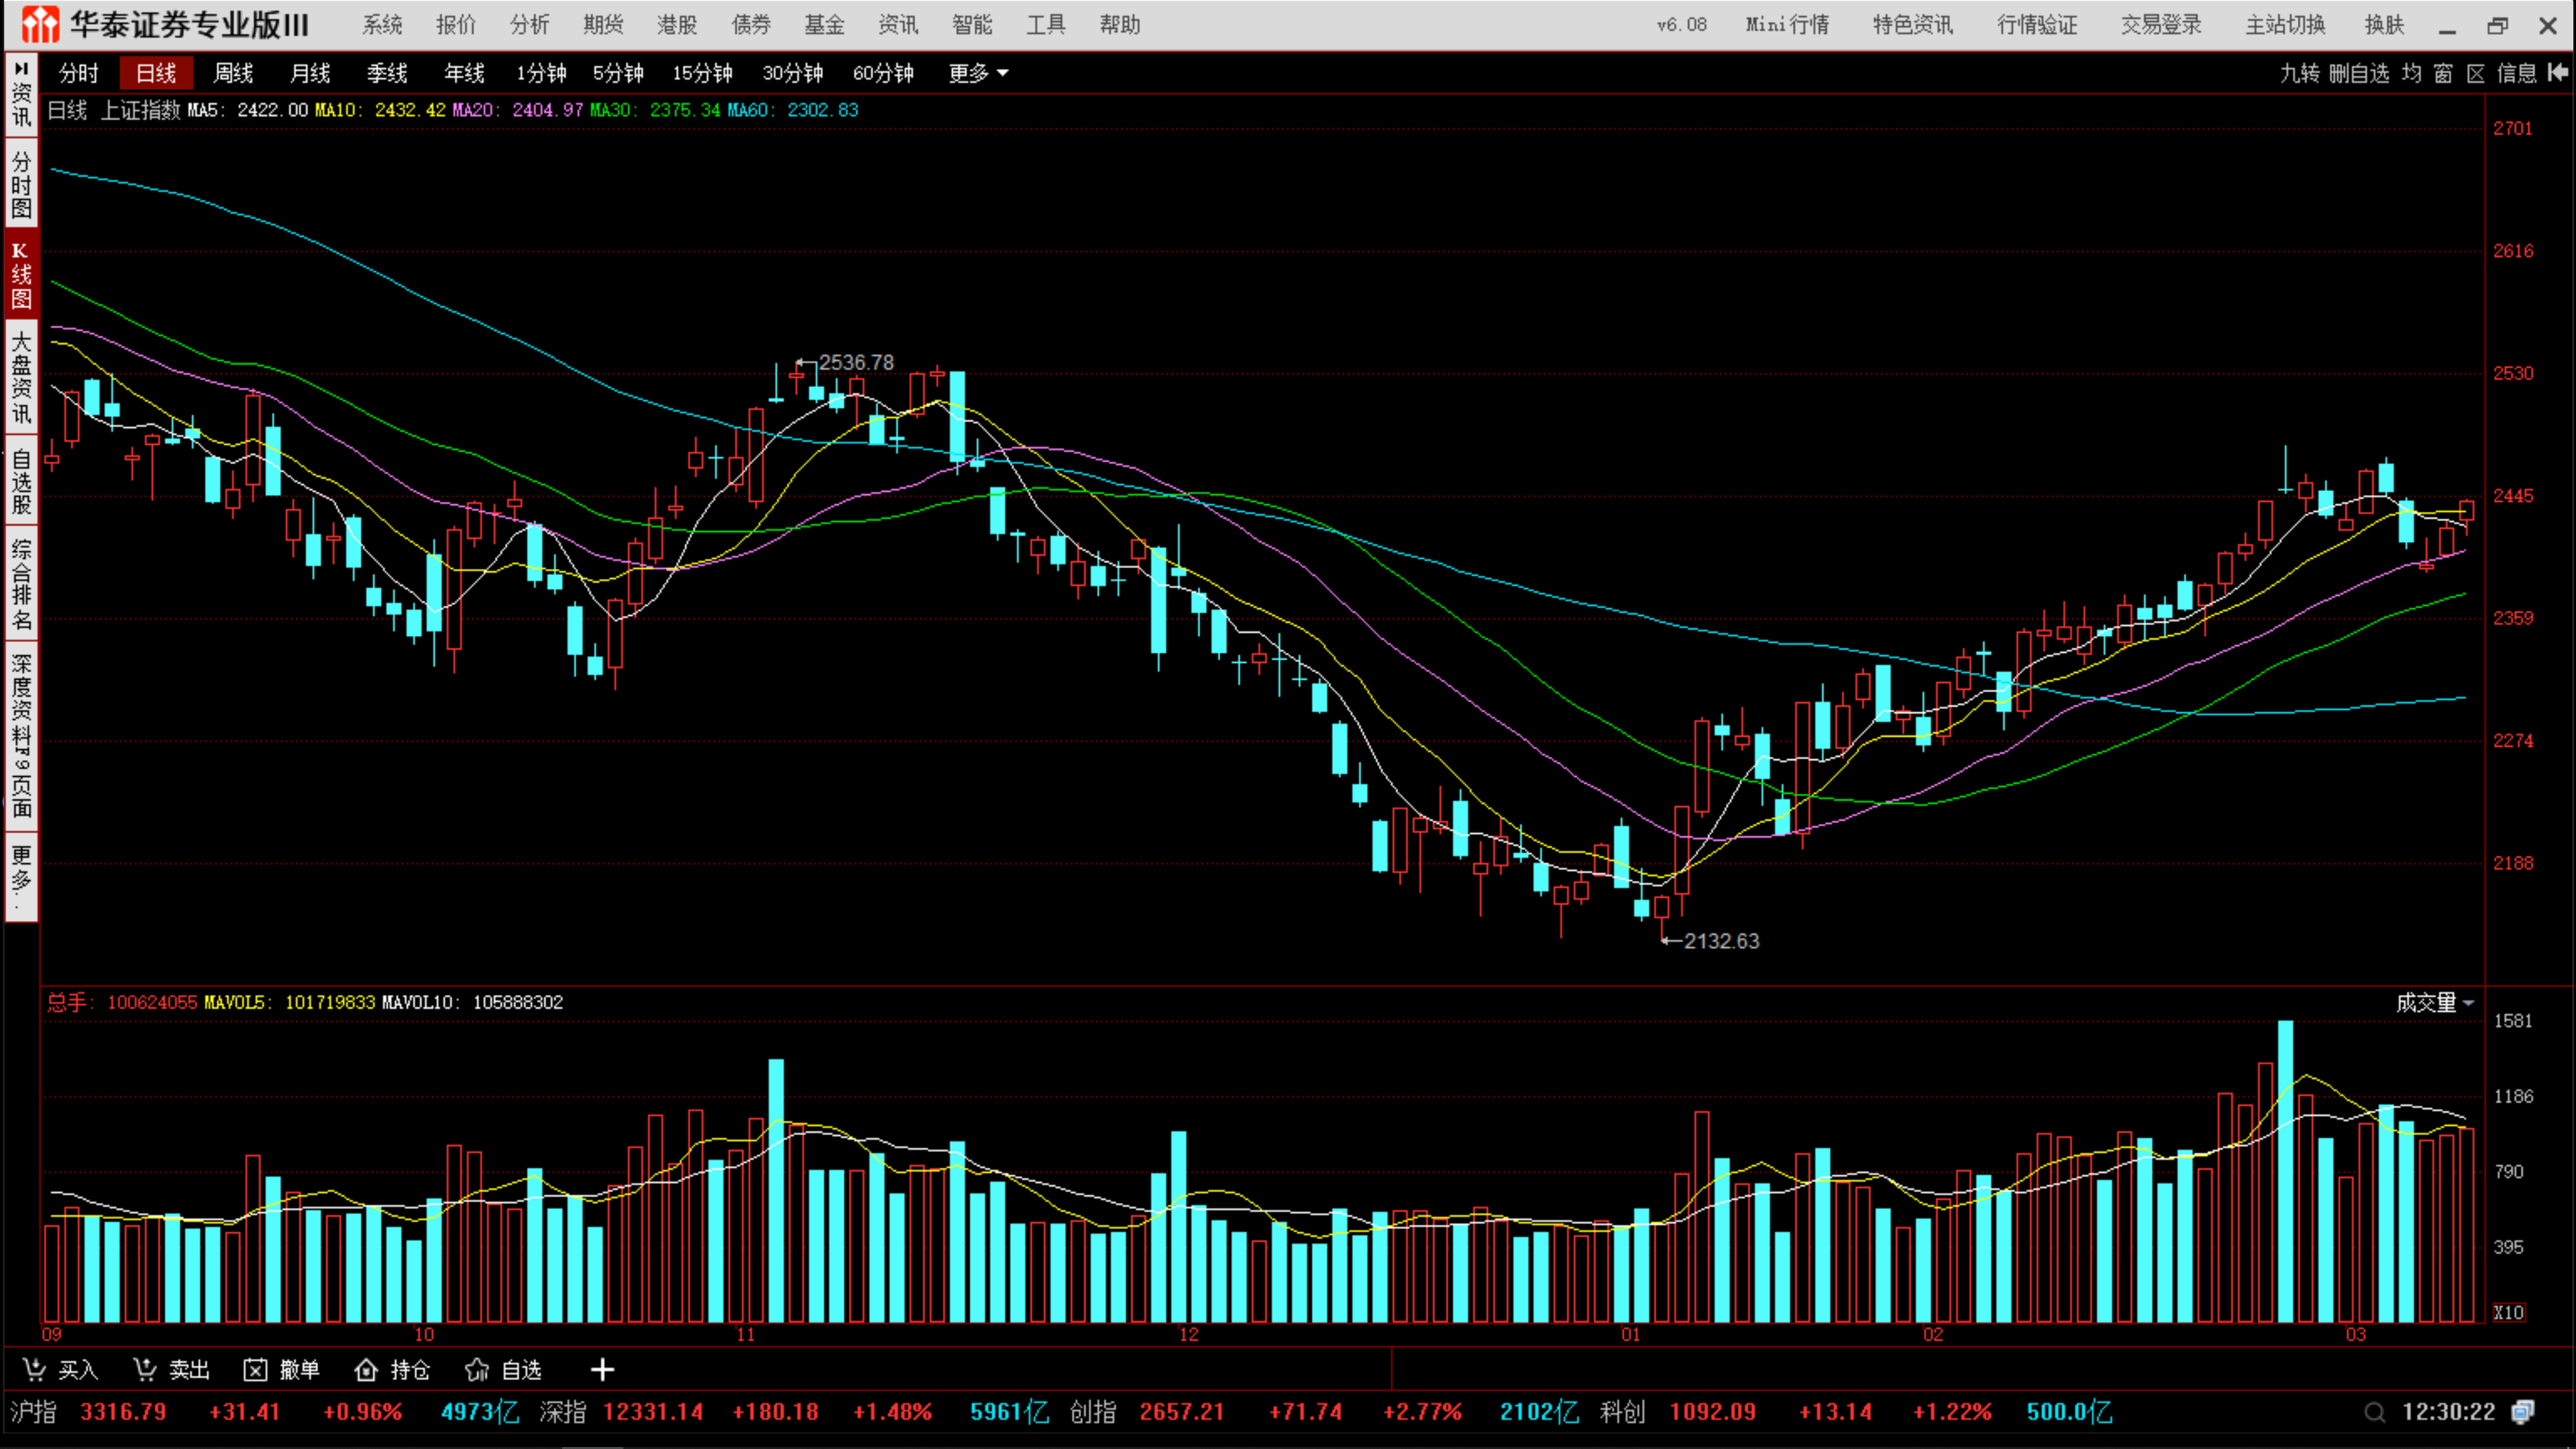 华泰证券专业版III 系统 报价 分析 期货 港股 债券 基金 资讯 智能 工具 帮助 v6.08 Mini行情 特色资讯 行情验证 交易登录 主站切换 换肤
分时 日线 周线 月线 季线 年线 1分钟 5分钟 15分钟 30分钟 60分钟 更多 九转 删自选 均 窗 区 信息
日线 上证指数 MA5: 2422.00 MA10: 2432.42 MA20: 2404.97 MA30: 2375.34 MA60: 2302.83
资讯
分时图
K线图
大盘资讯
自选股
综合排名
深度资料F9页面
更多..
2701
2616
2530
2445
2359
2274
2188
2536.78
2132.63
总手: 100624055 MAVOL5: 101719833 MAVOL10: 105888302 成交量
1581
1186
790
395
X10
09 10 11 12 01 02 03
买入 卖出 撤单 持仓 自选
沪指 3316.79 +31.41 +0.96% 4973亿 深指 12331.14 +180.18 +1.48% 5961亿 创指 2657.21 +71.74 +2.77% 2102亿 科创 1092.09 +13.14 +1.22% 500.0亿 12:30:22